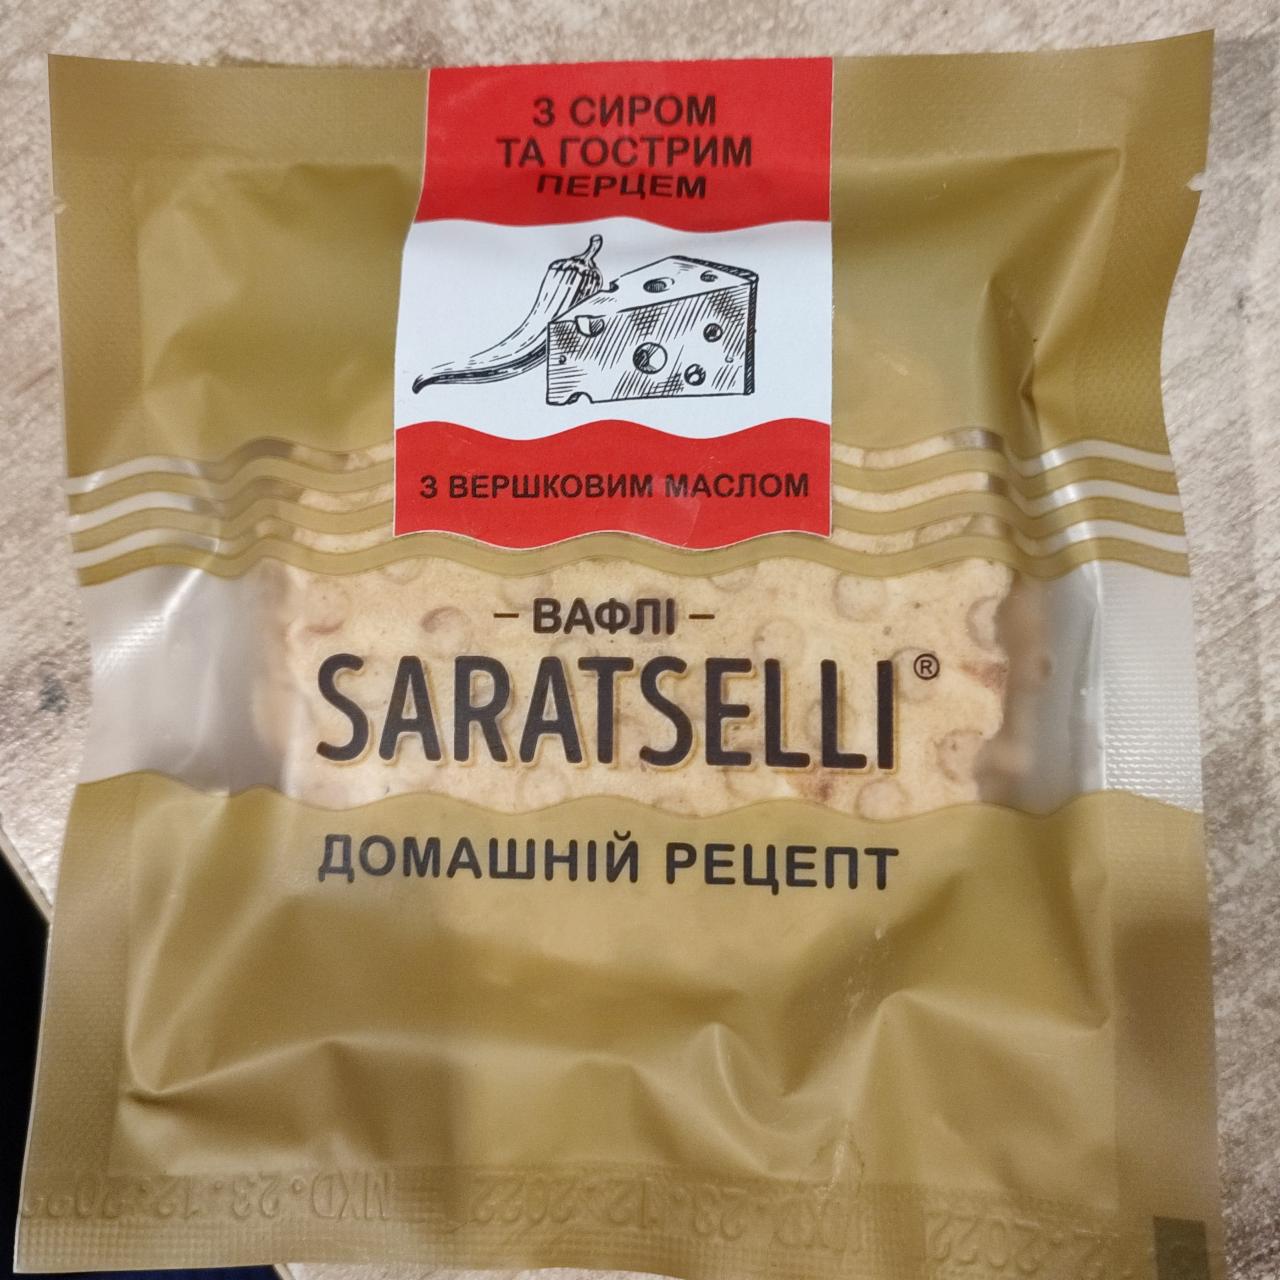 З СИРОМ
ТА ГОСТРИМ
ПЕРЦЕМ
З ВЕРШКОВИМ МАСЛОМ
– ВАФЛІ –
SARATSELLI®
ДОМАШНІЙ РЕЦЕПТ